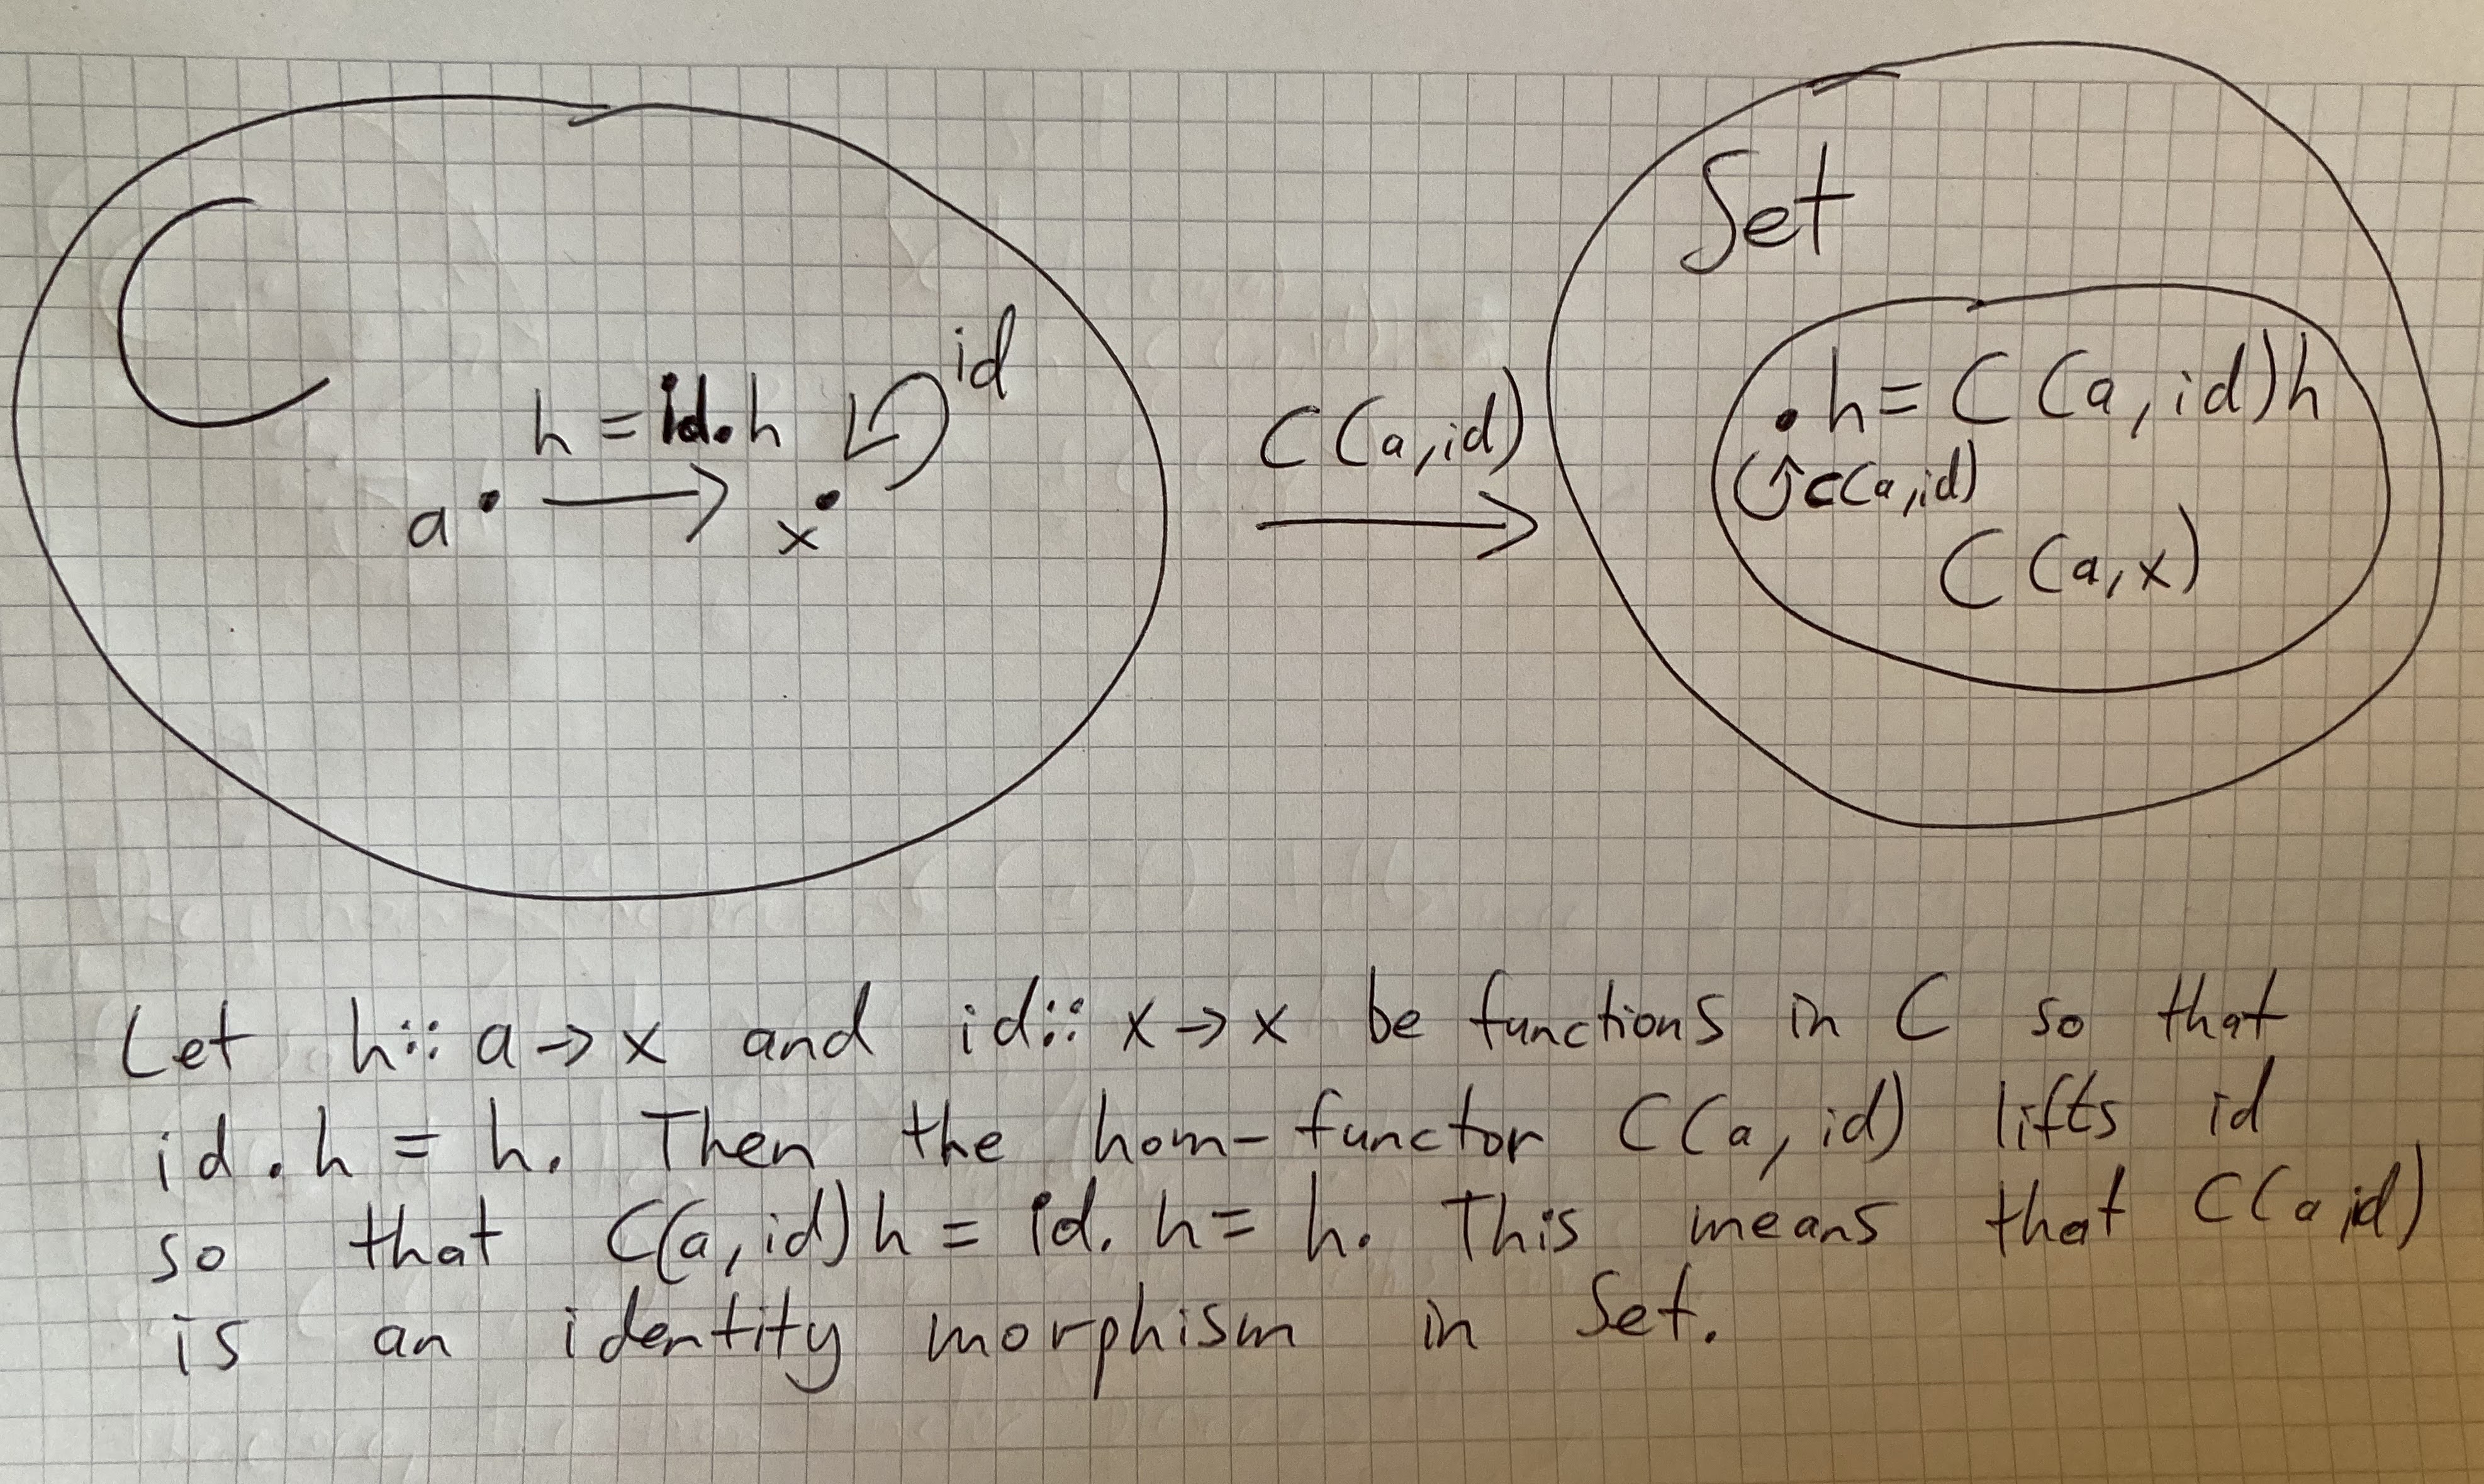 C
Set
id
h = id.h
C(a,id)
h = C(a,id)h
a
x
C(a,id)
C(a,x)
Let h:: a -> x and id:: x -> x be functions in C so that
id.h = h. Then the hom-functor C(a,id) lifts id
so that C(a,id)h = id.h = h. This means that C(a,id)
is an identity morphism in Set.